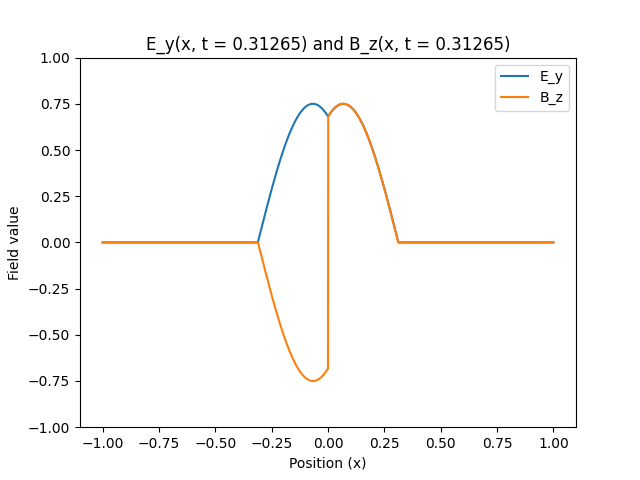 E_y(x, t = 0.31265) and B_z(x, t = 0.31265)
E_y
B_z
1.00
0.75
0.50
0.25
0.00
−0.25
−0.50
−0.75
−1.00
Field value
−1.00 −0.75 −0.50 −0.25 0.00 0.25 0.50 0.75 1.00
Position (x)